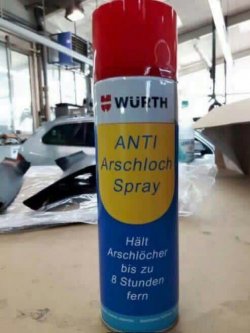 WÜRTH
ANTI
Arschloch
Spray
Hält
Arschlöcher
bis zu
8 Stunden
fern